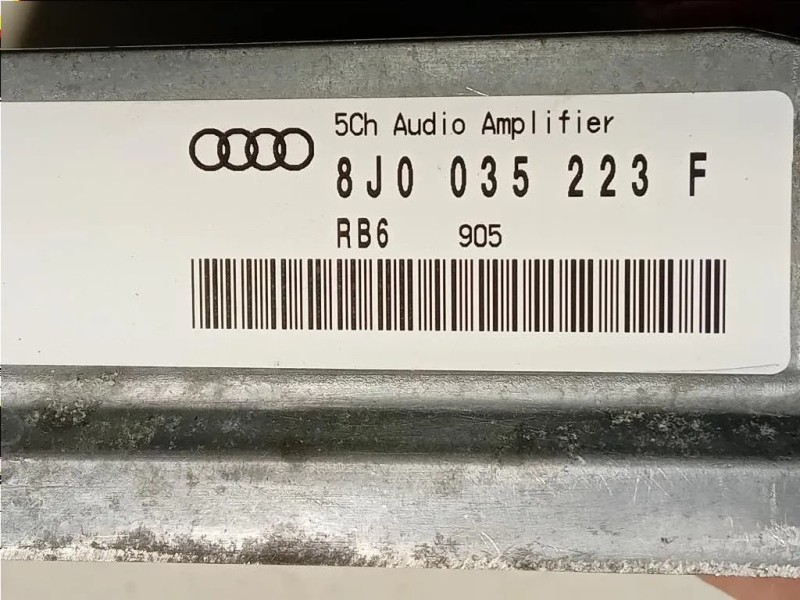 5Ch Audio Amplifier
8J0 035 223 F
RB6 905